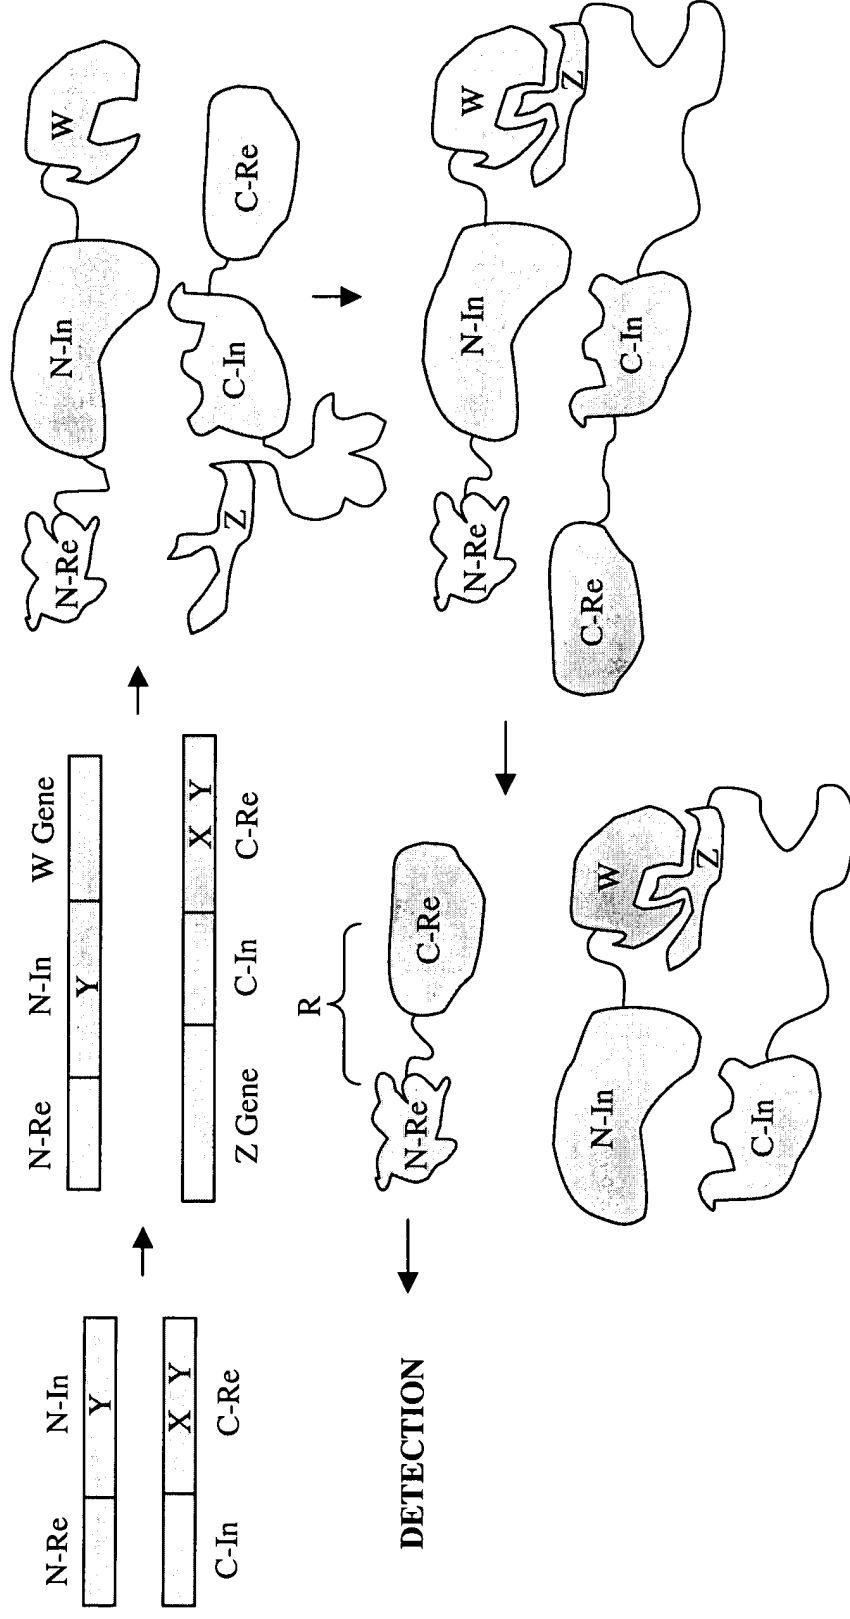 N-Re N-In
Y
X Y
C-In C-Re
N-Re N-In W Gene
Y
X Y
Z Gene C-In C-Re
N-Re N-In W
Z C-In C-Re
N-Re N-In W
Z
C-Re C-In
R
N-Re C-Re
N-In W
Z
C-In
DETECTION